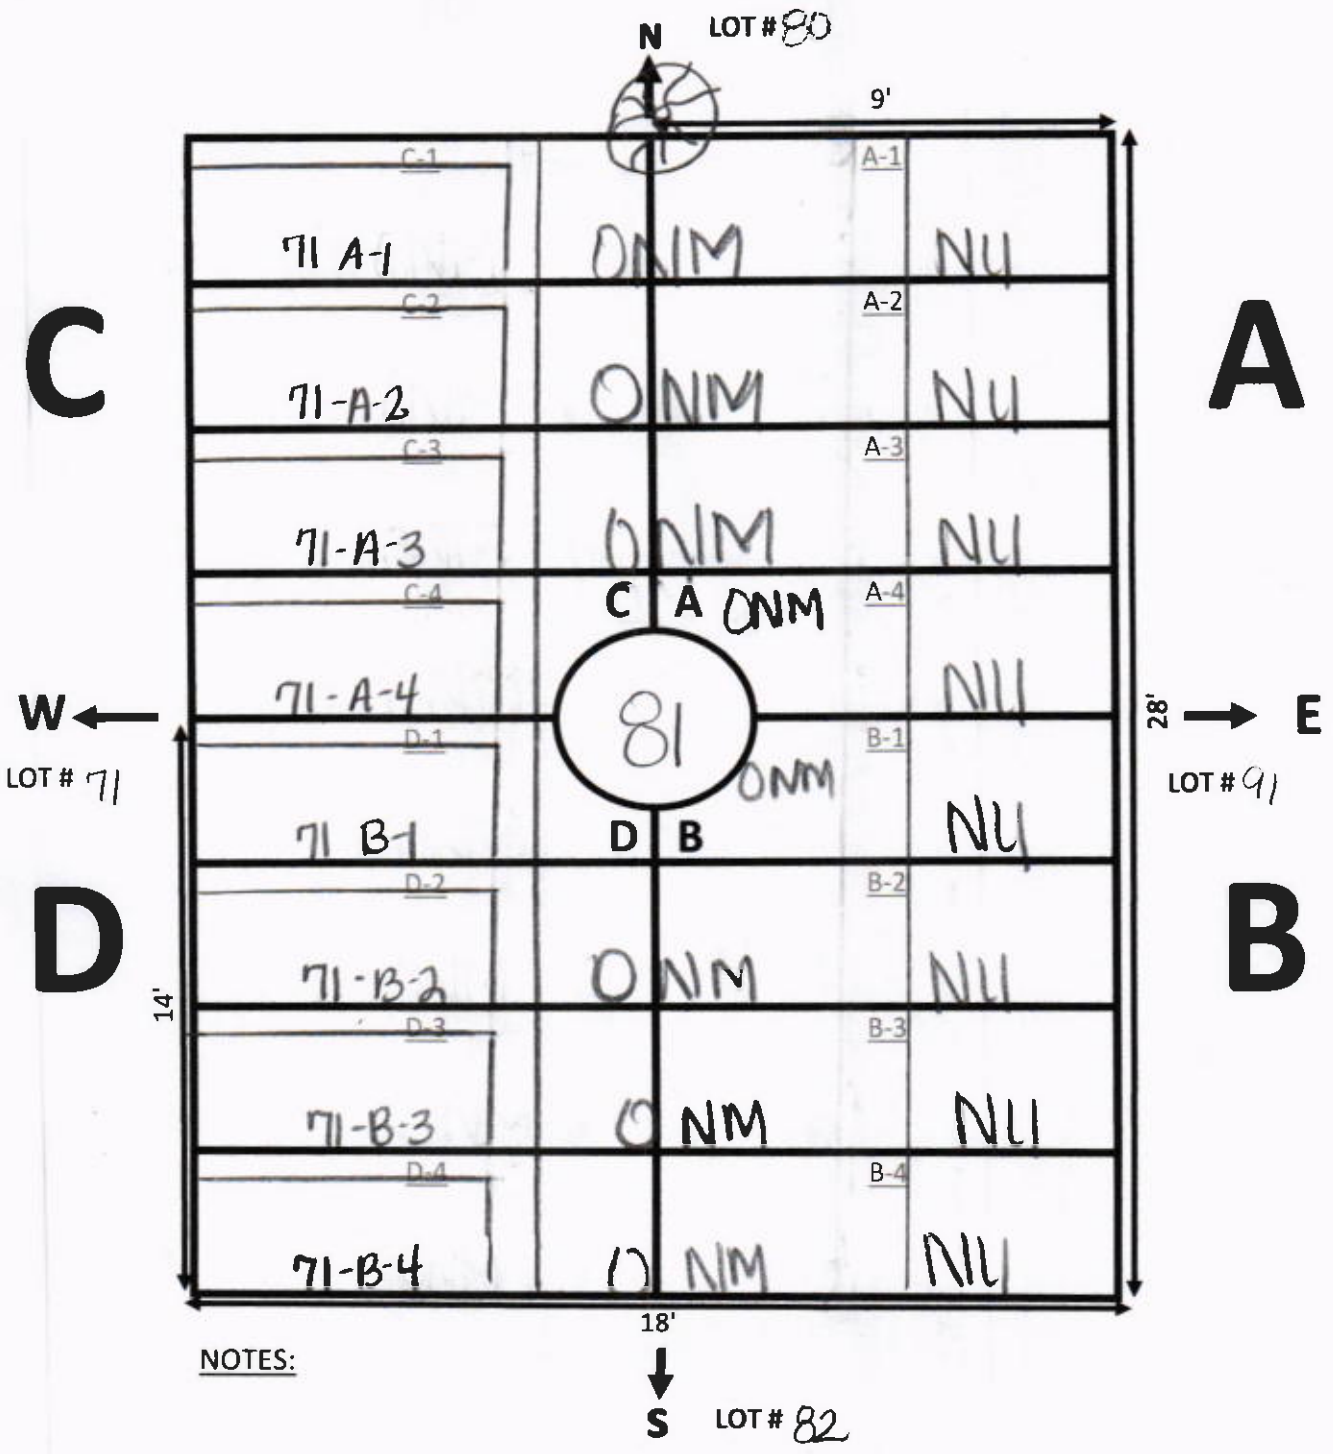 N LOT # 80
9'
C-1 A-1
71 A-1 ONM NU
C-2 A-2
C A
71-A-2 ONM NU
C-3 A-3
71-A-3 ONM NU
C-4 C A ONM A-4
71-A-4 NU
W 81 28' E
D-1 B-1
LOT # 71 ONM LOT # 91
71 B-1 D B NU
D-2 B-2
D B
71-B-2 ONM NU
14'
D-3 B-3
71-B-3 O NM NU
D-4 B-4
71-B-4 O NM NU
18'
NOTES:
S LOT # 82